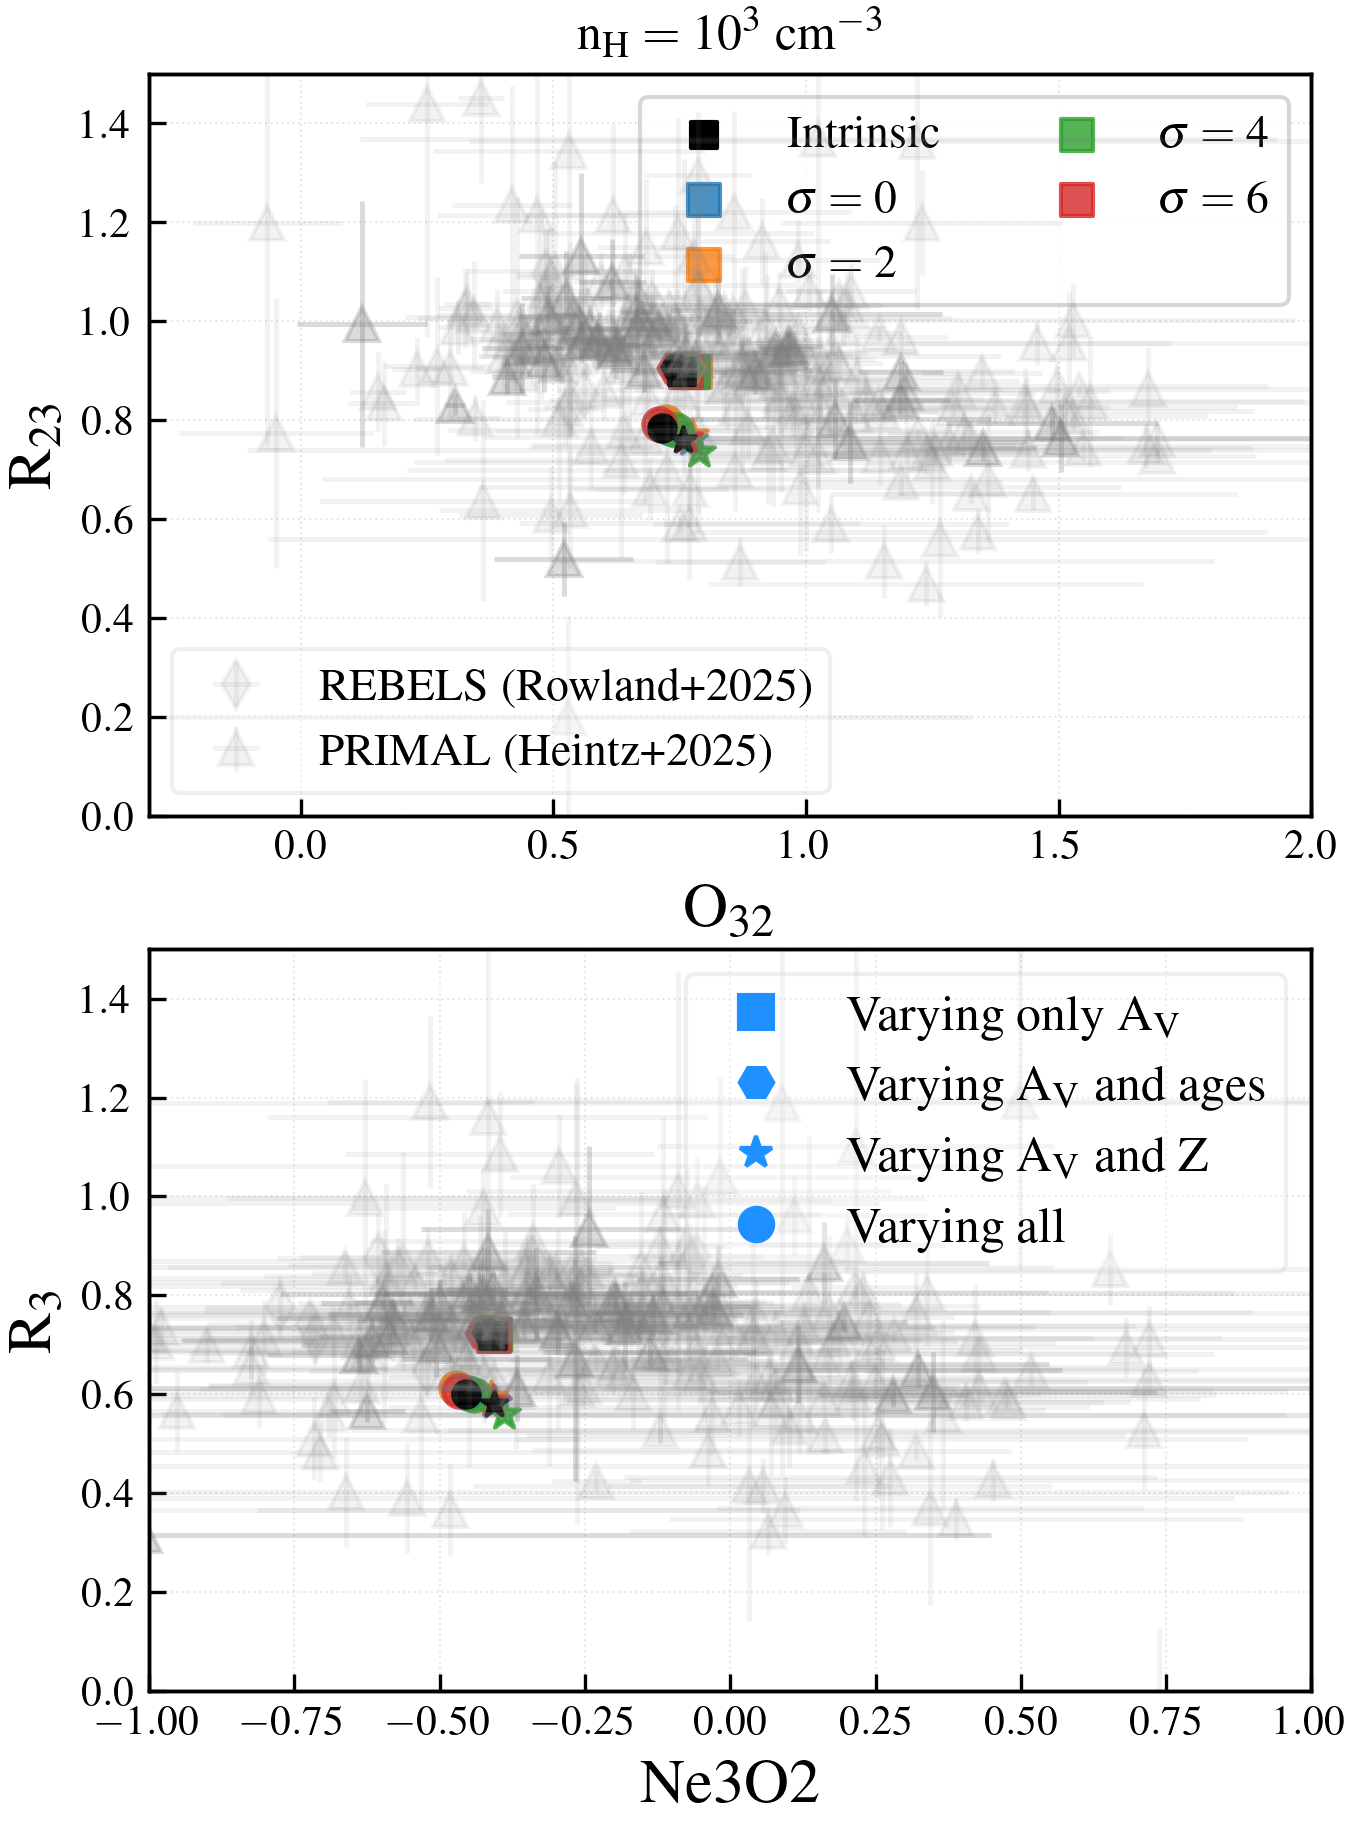 n_H = 10^3 cm^−3
Intrinsic
σ = 0
σ = 2
σ = 4
σ = 6
1.4
1.2
1.0
0.8
0.6
0.4
0.2
0.0
R_23
REBELS (Rowland+2025)
PRIMAL (Heintz+2025)
0.0 0.5 1.0 1.5 2.0
O_32
Varying only A_V
Varying A_V and ages
Varying A_V and Z
Varying all
1.4
1.2
1.0
0.8
0.6
0.4
0.2
0.0
R_3
−1.00 −0.75 −0.50 −0.25 0.00 0.25 0.50 0.75 1.00
Ne3O2